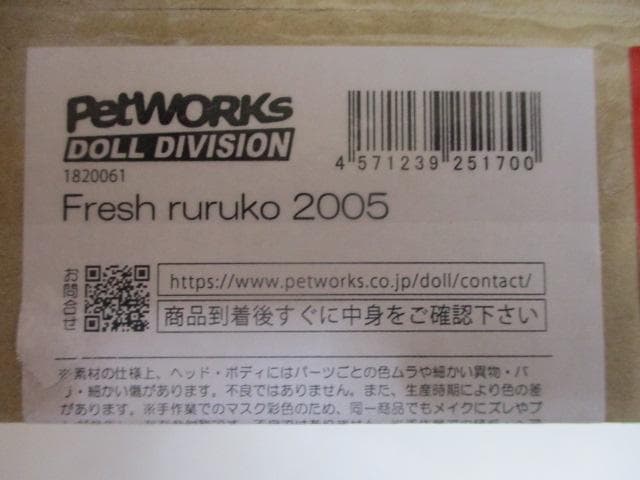 PetWORKs
DOLL DIVISION
4 571239 251700
1820061
Fresh ruruko 2005
お問合せ
https://www.petworks.co.jp/doll/contact/
商品到着後すぐに中身をご確認下さい
※素材の仕様上、ヘッド・ボディにはパーツごとの色ムラや細かい異物・バ
リ・細かい傷があります。不良ではありません。また、生産時期により色の差
があります。※手作業でのマスク彩色のため、同一商品でもメイクにズレやブ